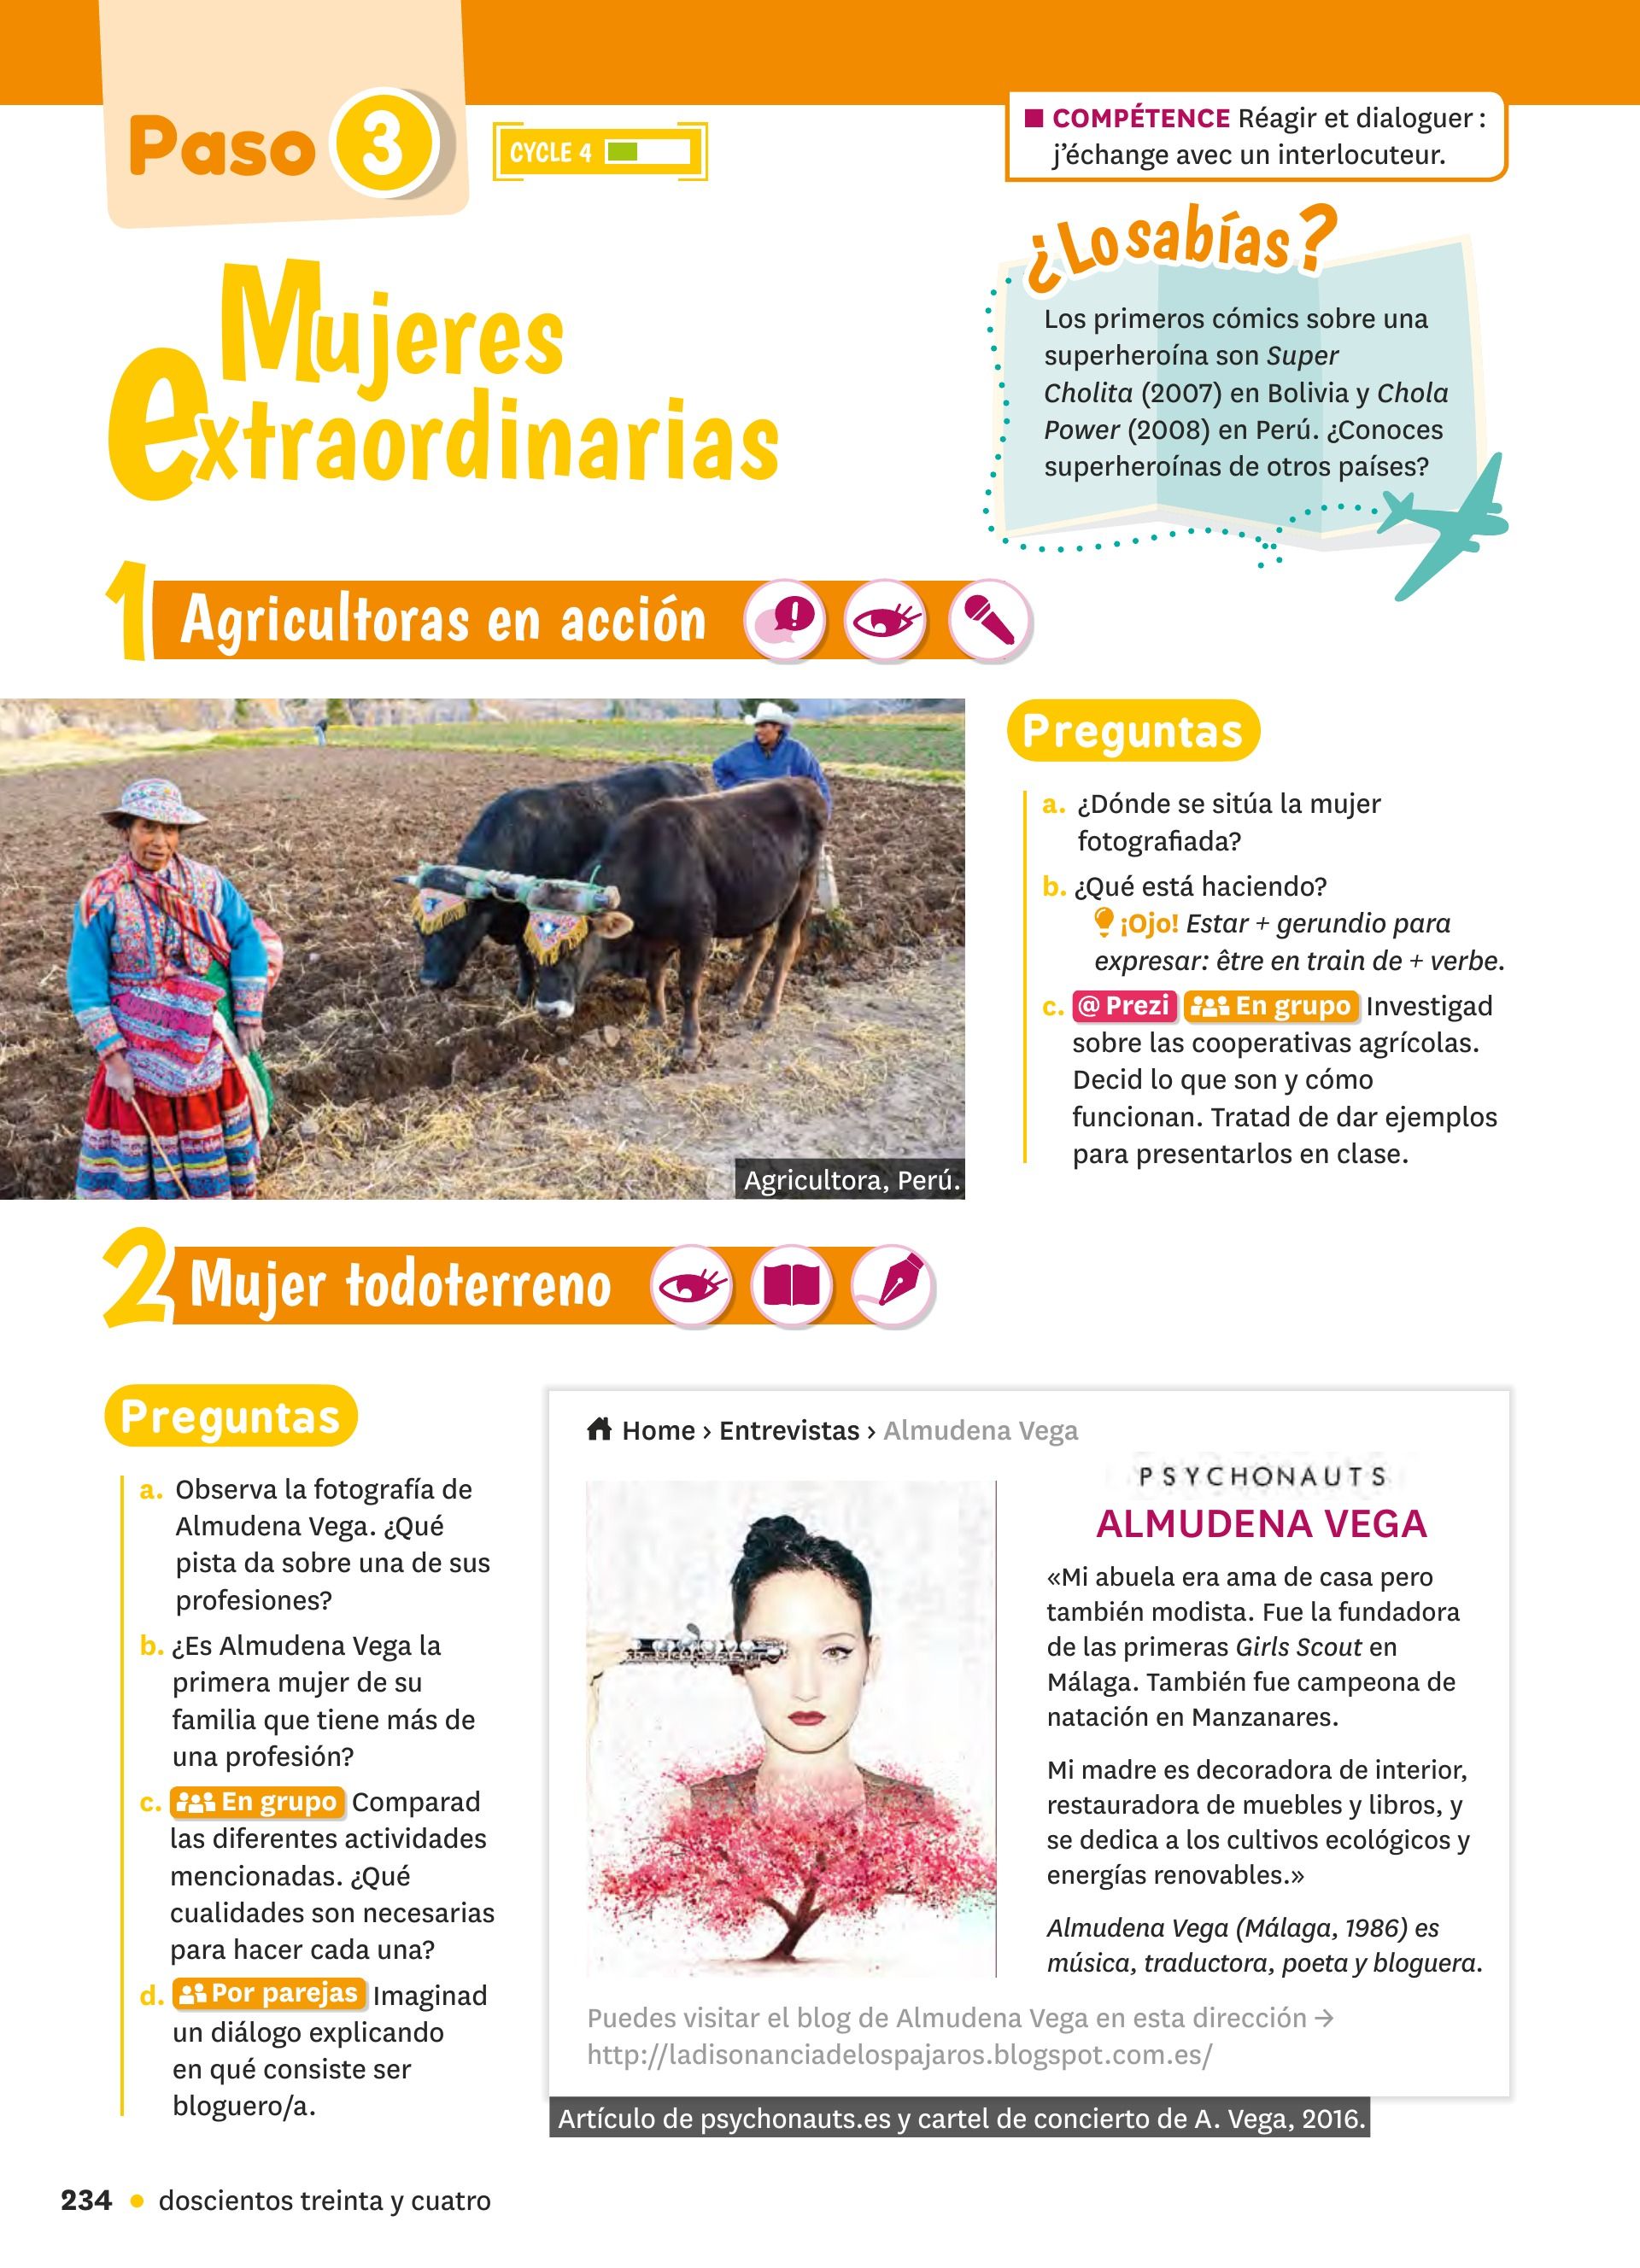 Paso 3
CYCLE 4
■ COMPÉTENCE Réagir et dialoguer :
j’échange avec un interlocuteur.
Mujeres
extraordinarias
¿Lo sabías?
Los primeros cómics sobre una
superheroína son Super
Cholita (2007) en Bolivia y Chola
Power (2008) en Perú. ¿Conoces
superheroínas de otros países?
1 Agricultoras en acción
Agricultora, Perú.
Preguntas
a. ¿Dónde se sitúa la mujer
fotografiada?
b. ¿Qué está haciendo?
¡Ojo! Estar + gerundio para
expresar: être en train de + verbe.
c. @ Prezi En grupo Investigad
sobre las cooperativas agrícolas.
Decid lo que son y cómo
funcionan. Tratad de dar ejemplos
para presentarlos en clase.
2 Mujer todoterreno
Preguntas
a. Observa la fotografía de
Almudena Vega. ¿Qué
pista da sobre una de sus
profesiones?
b. ¿Es Almudena Vega la
primera mujer de su
familia que tiene más de
una profesión?
c. En grupo Comparad
las diferentes actividades
mencionadas. ¿Qué
cualidades son necesarias
para hacer cada una?
d. Por parejas Imaginad
un diálogo explicando
en qué consiste ser
bloguero/a.
Home › Entrevistas › Almudena Vega
PSYCHONAUTS
ALMUDENA VEGA
«Mi abuela era ama de casa pero
también modista. Fue la fundadora
de las primeras Girls Scout en
Málaga. También fue campeona de
natación en Manzanares.
Mi madre es decoradora de interior,
restauradora de muebles y libros, y
se dedica a los cultivos ecológicos y
energías renovables.»
Almudena Vega (Málaga, 1986) es
música, traductora, poeta y bloguera.
Puedes visitar el blog de Almudena Vega en esta dirección →
http://ladisonanciadelospajaros.blogspot.com.es/
Artículo de psychonauts.es y cartel de concierto de A. Vega, 2016.
234 • doscientos treinta y cuatro